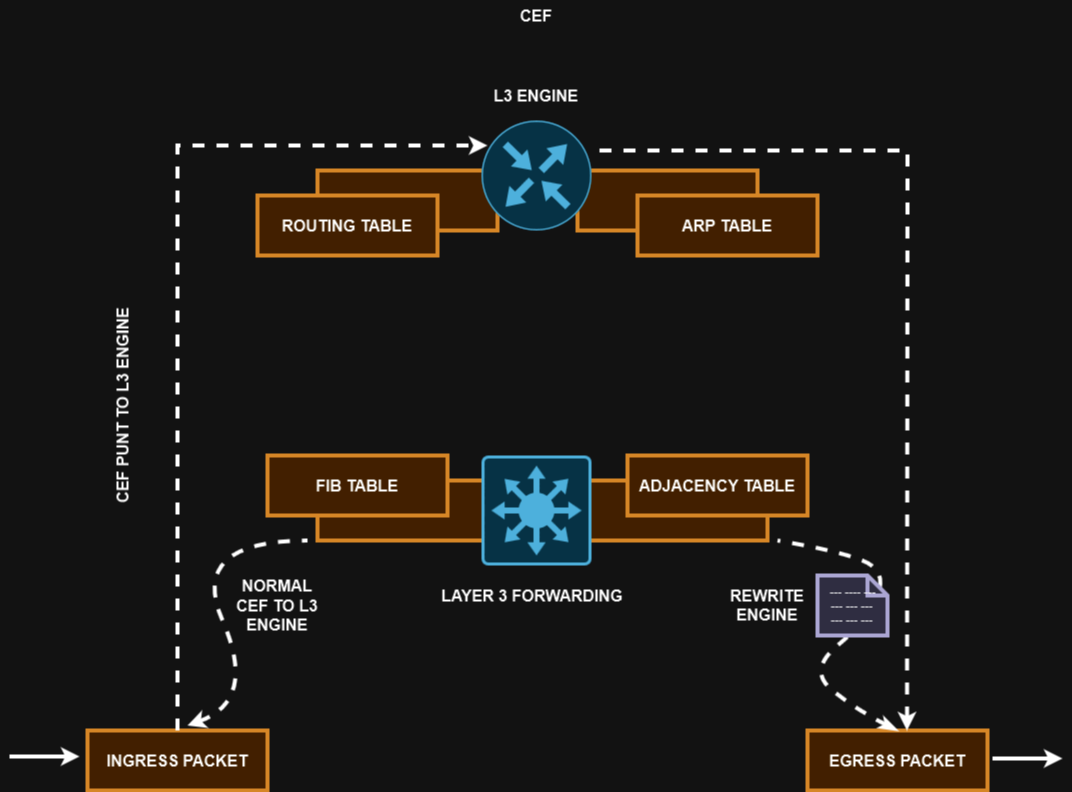 CEF
L3 ENGINE
ROUTING TABLE
ARP TABLE
CEF PUNT TO L3 ENGINE
FIB TABLE
ADJACENCY TABLE
NORMAL
CEF TO L3
ENGINE
LAYER 3 FORWARDING
REWRITE
ENGINE
--- ---- ---
--- --- ---
--- --- ---
INGRESS PACKET
EGRESS PACKET